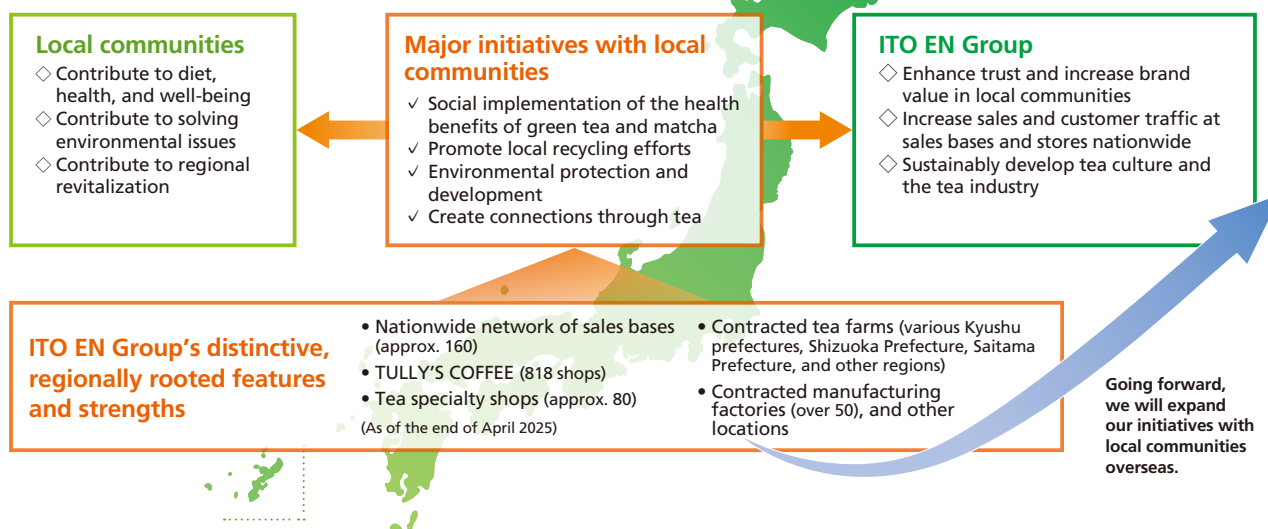 Local communities
◇ Contribute to diet,
health, and well-being
◇ Contribute to solving
environmental issues
◇ Contribute to regional
revitalization
Major initiatives with local
communities
✓ Social implementation of the health
benefits of green tea and matcha
✓ Promote local recycling efforts
✓ Environmental protection and
development
✓ Create connections through tea
ITO EN Group
◇ Enhance trust and increase brand
value in local communities
◇ Increase sales and customer traffic at
sales bases and stores nationwide
◇ Sustainably develop tea culture and
the tea industry
ITO EN Group's distinctive,
regionally rooted features
and strengths
• Nationwide network of sales bases
(approx. 160)
• TULLY'S COFFEE (818 shops)
• Tea specialty shops (approx. 80)
(As of the end of April 2025)
• Contracted tea farms (various Kyushu
prefectures, Shizuoka Prefecture, Saitama
Prefecture, and other regions)
• Contracted manufacturing
factories (over 50), and other
locations
Going forward,
we will expand
our initiatives with
local communities
overseas.